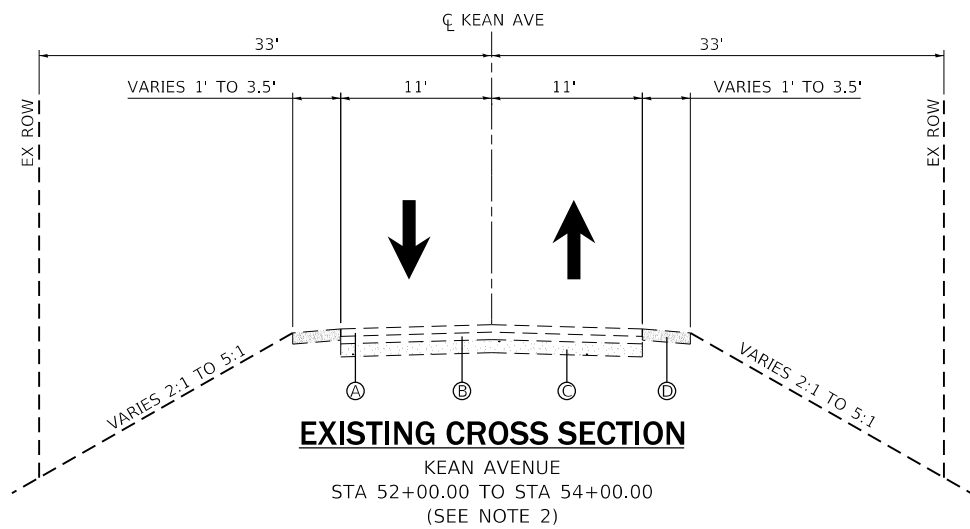 ℄ KEAN AVE
33'
33'
VARIES 1' TO 3.5'
11'
11'
VARIES 1' TO 3.5'
EX ROW
EX ROW
VARIES 2:1 TO 5:1
VARIES 2:1 TO 5:1
A
B
C
D
EXISTING CROSS SECTION
KEAN AVENUE
STA 52+00.00 TO STA 54+00.00
(SEE NOTE 2)